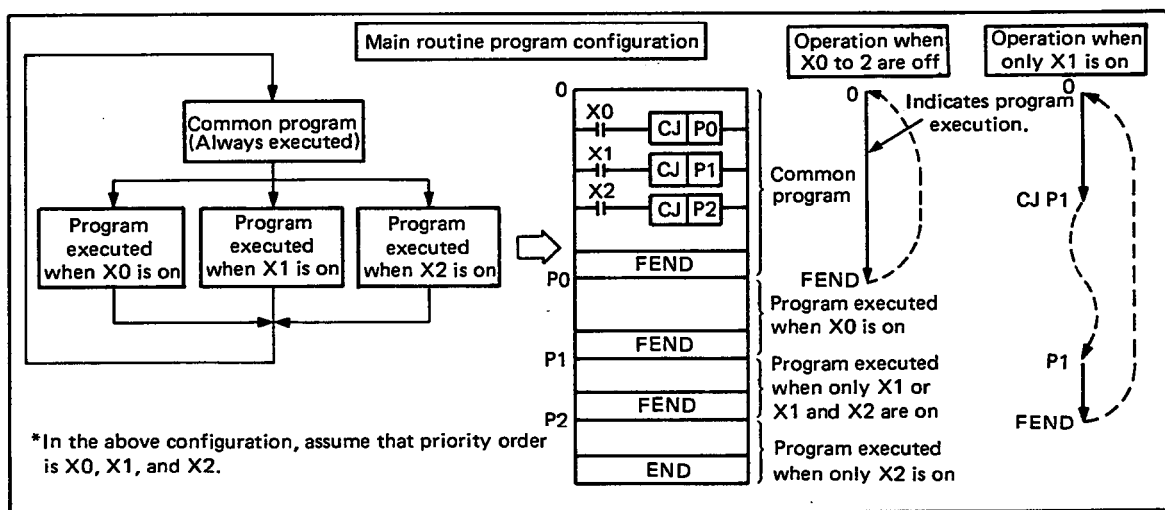 Main routine program configuration
Operation when
X0 to 2 are off
Operation when
only X1 is on
Common program
(Always executed)
Program
executed
when X0 is on
Program
executed
when X1 is on
Program
executed
when X2 is on
*In the above configuration, assume that priority order
is X0, X1, and X2.
0
X0
CJ P0
X1
CJ P1
X2
CJ P2
FEND
P0
FEND
P1
FEND
P2
END
Common
program
Program executed
when X0 is on
Program executed
when only X1 or
X1 and X2 are on
Program executed
when only X2 is on
0
Indicates program
execution.
FEND
0
CJ P1
P1
FEND